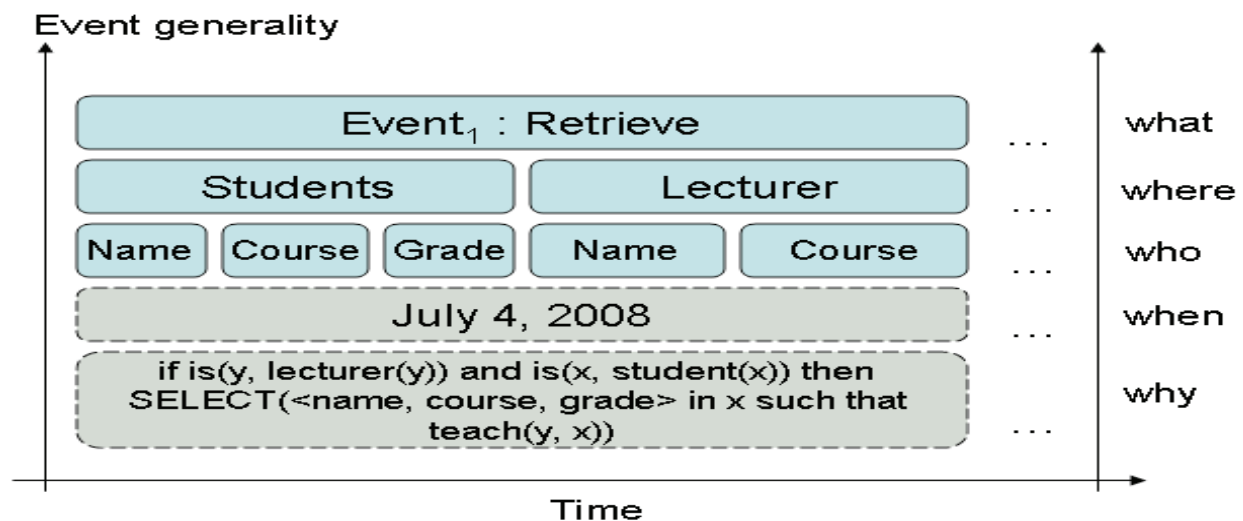 Event generality
Event₁ : Retrieve ... what
Students Lecturer ... where
Name Course Grade Name Course ... who
July 4, 2008 ... when
if is(y, lecturer(y)) and is(x, student(x)) then
SELECT(<name, course, grade> in x such that
teach(y, x))
... why
Time